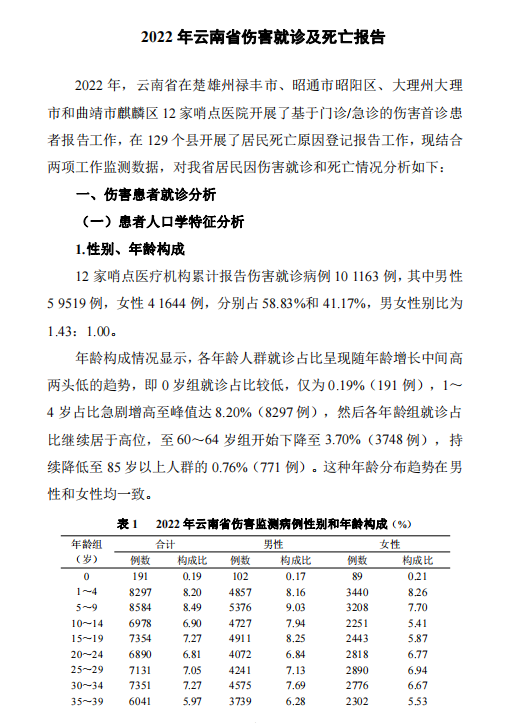 2022 年云南省伤害就诊及死亡报告
2022 年，云南省在楚雄州禄丰市、昭通市昭阳区、大理州大理
市和曲靖市麒麟区 12 家哨点医院开展了基于门诊/急诊的伤害首诊患
者报告工作，在 129 个县开展了居民死亡原因登记报告工作，现结合
两项工作监测数据，对我省居民因伤害就诊和死亡情况分析如下：
一、伤害患者就诊分析
（一）患者人口学特征分析
1.性别、年龄构成
12 家哨点医疗机构累计报告伤害就诊病例 10 1163 例，其中男性
5 9519 例，女性 4 1644 例，分别占 58.83%和 41.17%，男女性别比为
1.43：1.00。
年龄构成情况显示，各年龄人群就诊占比呈现随年龄增长中间高
两头低的趋势，即 0 岁组就诊占比较低，仅为 0.19%（191 例），1～
4 岁占比急剧增高至峰值达 8.20%（8297 例），然后各年龄组就诊占
比继续居于高位，至 60～64 岁组开始下降至 3.70%（3748 例），持
续降低至 85 岁以上人群的 0.76%（771 例）。这种年龄分布趋势在男
性和女性均一致。
表 1 2022 年云南省伤害监测病例性别和年龄构成（%）
年龄组（岁） 合计 男性 女性
例数 构成比 例数 构成比 例数 构成比
0 191 0.19 102 0.17 89 0.21
1～4 8297 8.20 4857 8.16 3440 8.26
5～9 8584 8.49 5376 9.03 3208 7.70
10～14 6978 6.90 4727 7.94 2251 5.41
15～19 7354 7.27 4911 8.25 2443 5.87
20～24 6890 6.81 4072 6.84 2818 6.77
25～29 7131 7.05 4241 7.13 2890 6.94
30～34 7351 7.27 4575 7.69 2776 6.67
35～39 6041 5.97 3739 6.28 2302 5.53